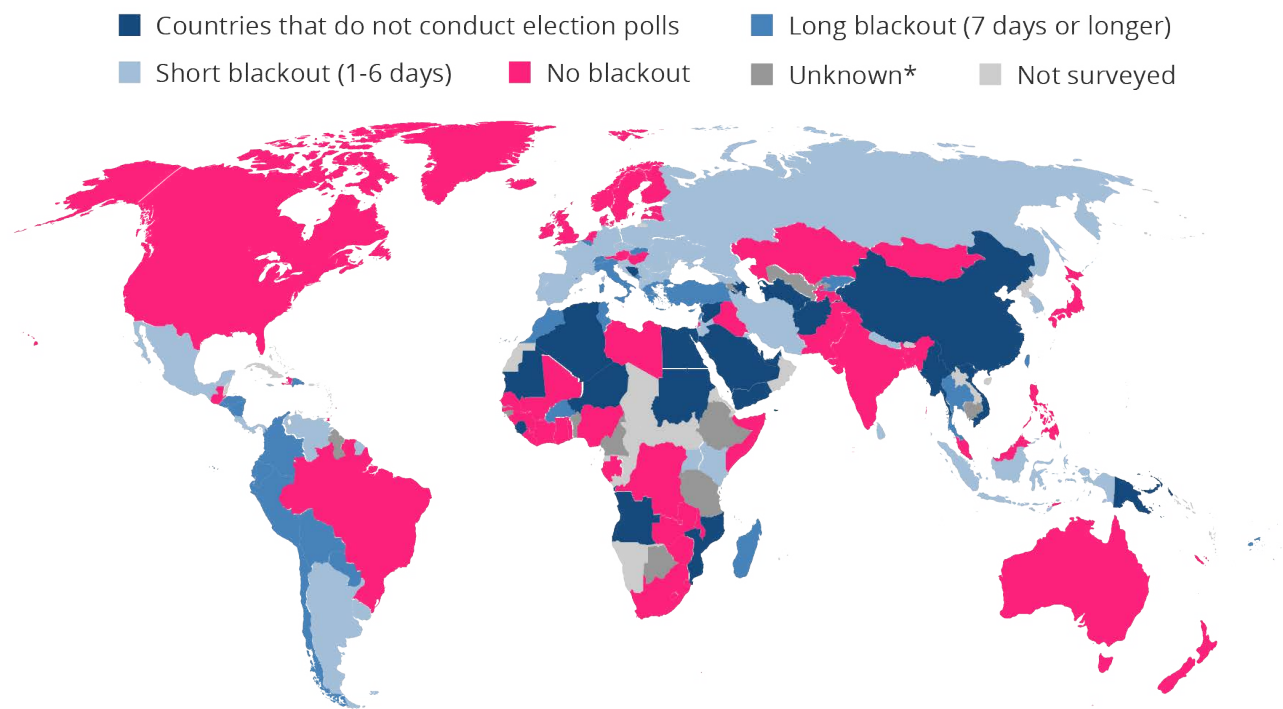 Countries that do not conduct election polls
Long blackout (7 days or longer)
Short blackout (1-6 days)
No blackout
Unknown*
Not surveyed